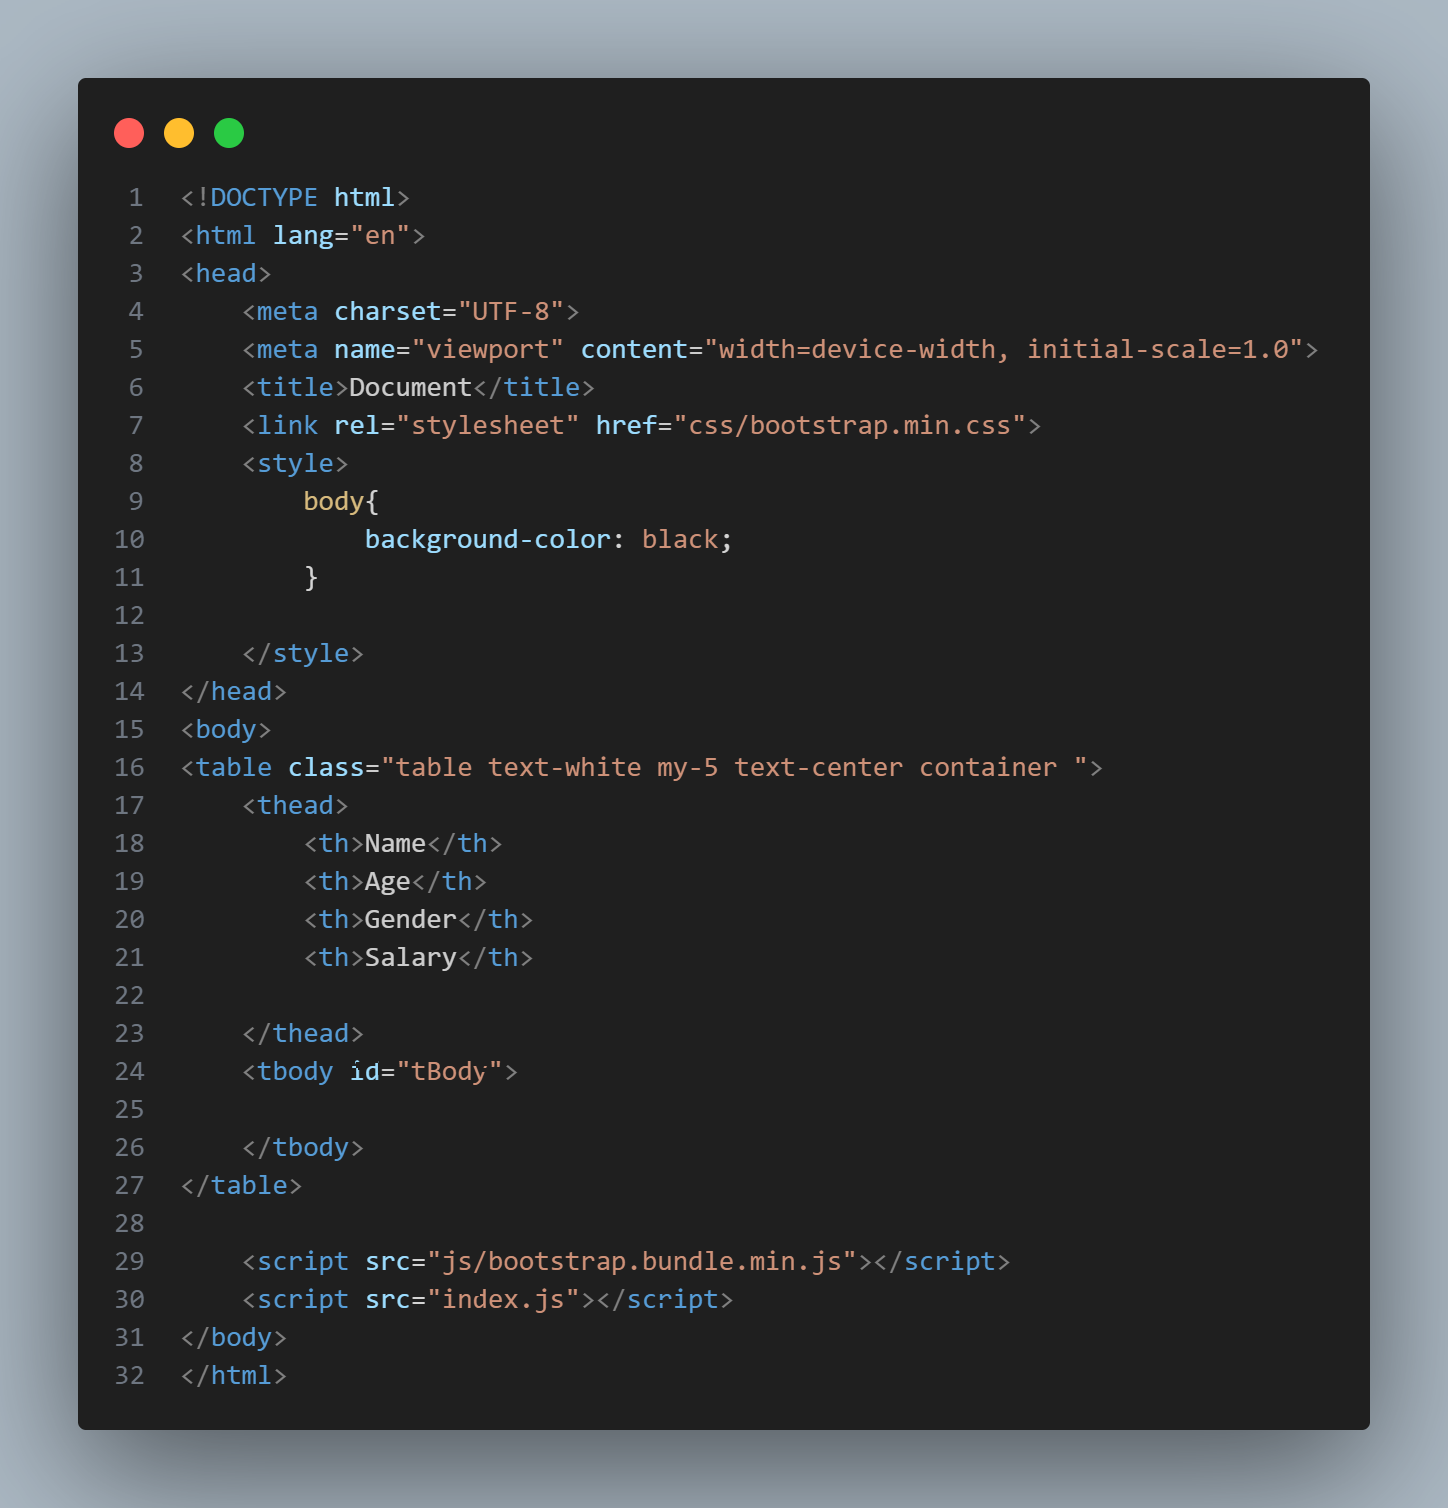 1 <!DOCTYPE html>
2 <html lang="en">
3 <head>
4     <meta charset="UTF-8">
5     <meta name="viewport" content="width=device-width, initial-scale=1.0">
6     <title>Document</title>
7     <link rel="stylesheet" href="css/bootstrap.min.css">
8     <style>
9         body{
10             background-color: black;
11         }
12
13     </style>
14 </head>
15 <body>
16 <table class="table text-white my-5 text-center container ">
17     <thead>
18         <th>Name</th>
19         <th>Age</th>
20         <th>Gender</th>
21         <th>Salary</th>
22
23     </thead>
24     <tbody id="tBody">
25
26     </tbody>
27 </table>
28
29     <script src="js/bootstrap.bundle.min.js"></script>
30     <script src="index.js"></script>
31 </body>
32 </html>